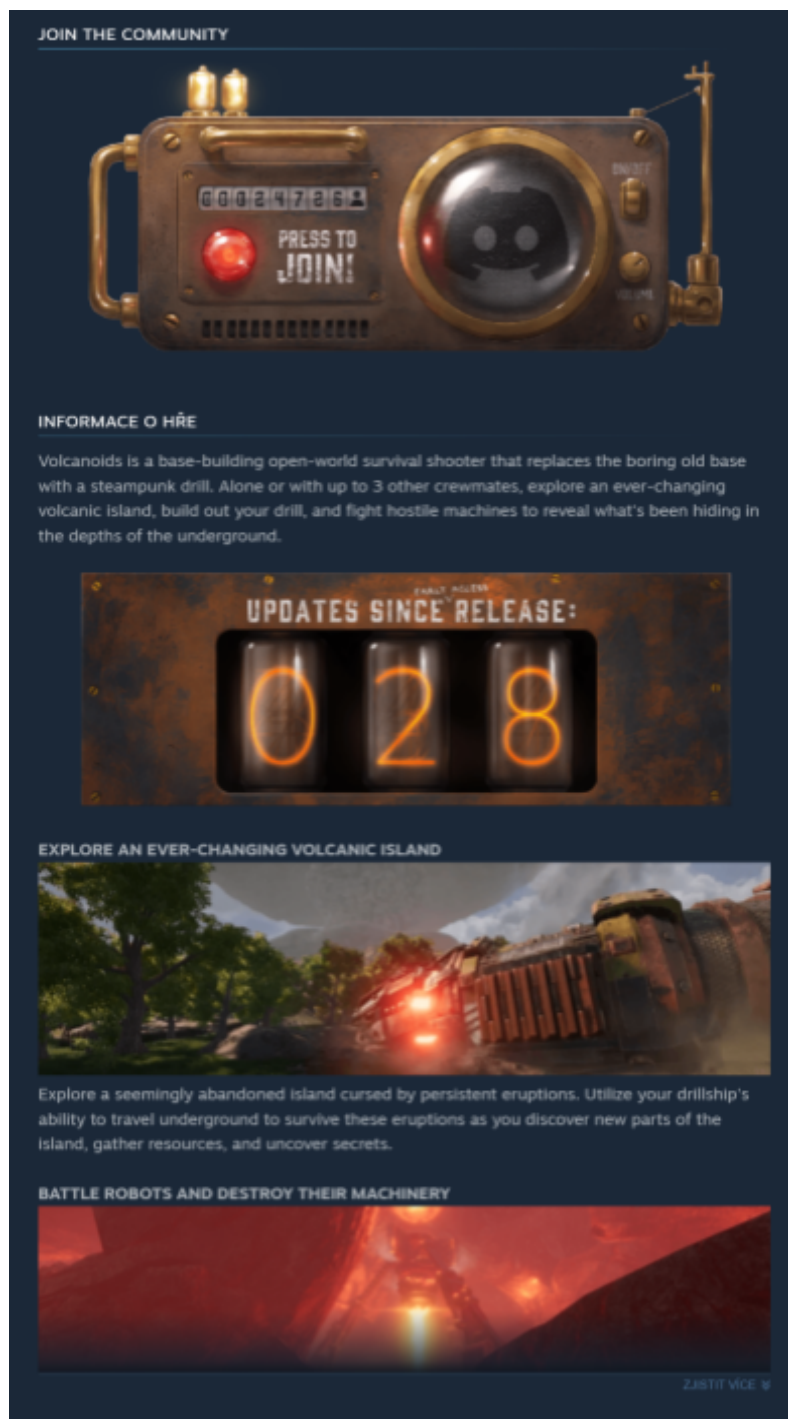 JOIN THE COMMUNITY
ON/OFF
00024726
PRESS TO
JOIN!
VOLUME
INFORMACE O HŘE
Volcanoids is a base-building open-world survival shooter that replaces the boring old base
with a steampunk drill. Alone or with up to 3 other crewmates, explore an ever-changing
volcanic island, build out your drill, and fight hostile machines to reveal what's been hiding in
the depths of the underground.
EARLY ACCESS
UPDATES SINCE RELEASE:
028
EXPLORE AN EVER-CHANGING VOLCANIC ISLAND
Explore a seemingly abandoned island cursed by persistent eruptions. Utilize your drillship's
ability to travel underground to survive these eruptions as you discover new parts of the
island, gather resources, and uncover secrets.
BATTLE ROBOTS AND DESTROY THEIR MACHINERY
ZJISTIT VÍCE